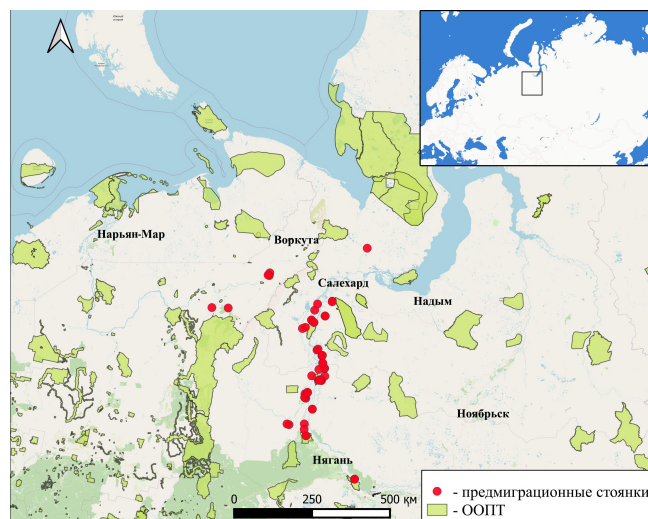 Нарьян-Мар
Воркута
Салехард
Надым
Ноябрьск
Нягань
0 250 500 км
- предмиграционные стоянки
- ООПТ